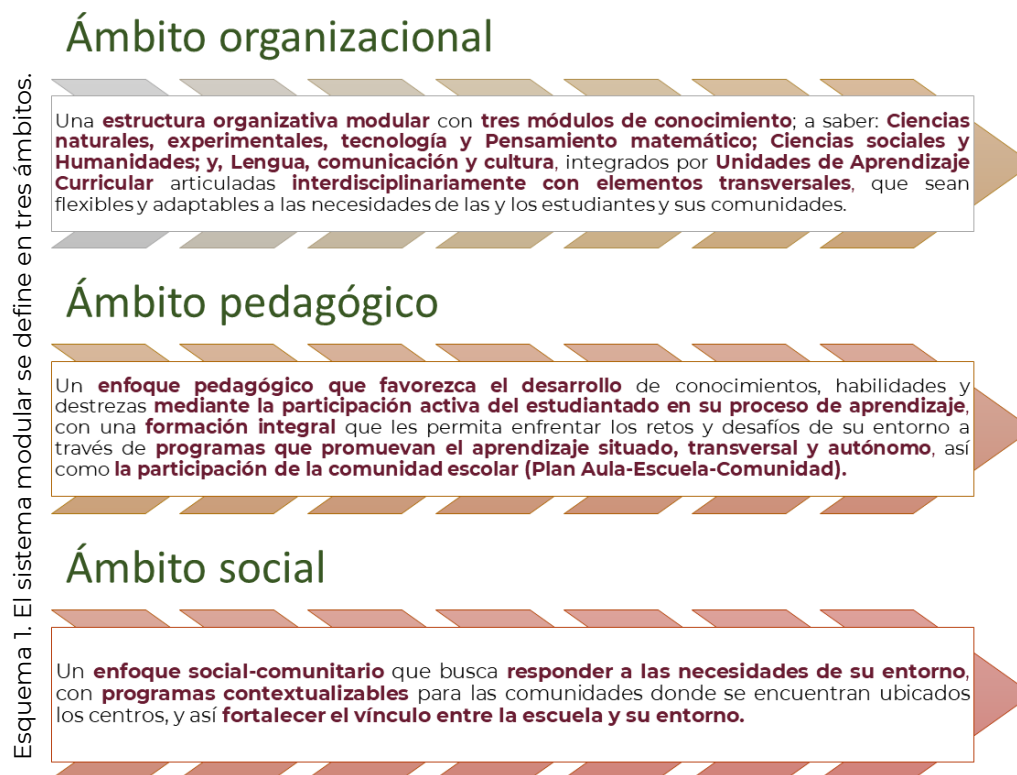 Esquema 1. El sistema modular se define en tres ámbitos.
Ámbito organizacional
Una estructura organizativa modular con tres módulos de conocimiento; a saber: Ciencias
naturales, experimentales, tecnología y Pensamiento matemático; Ciencias sociales y
Humanidades; y, Lengua, comunicación y cultura, integrados por Unidades de Aprendizaje
Curricular articuladas interdisciplinariamente con elementos transversales, que sean
flexibles y adaptables a las necesidades de las y los estudiantes y sus comunidades.
Ámbito pedagógico
Un enfoque pedagógico que favorezca el desarrollo de conocimientos, habilidades y
destrezas mediante la participación activa del estudiantado en su proceso de aprendizaje,
con una formación integral que les permita enfrentar los retos y desafíos de su entorno a
través de programas que promuevan el aprendizaje situado, transversal y autónomo, así
como la participación de la comunidad escolar (Plan Aula-Escuela-Comunidad).
Ámbito social
Un enfoque social-comunitario que busca responder a las necesidades de su entorno,
con programas contextualizables para las comunidades donde se encuentran ubicados
los centros, y así fortalecer el vínculo entre la escuela y su entorno.